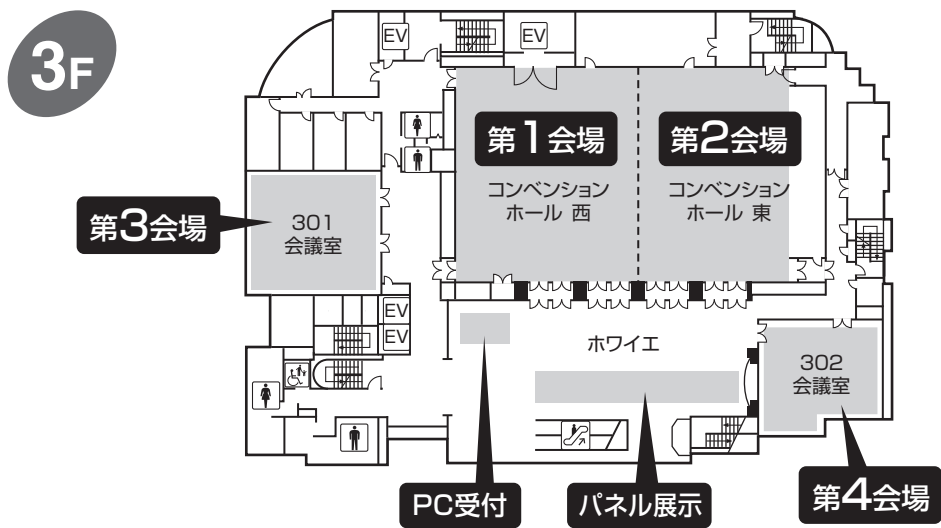 3F
EV
EV
第1会場
第2会場
コンベンション
ホール 西
コンベンション
ホール 東
第3会場
301
会議室
EV
EV
ホワイエ
302
会議室
PC受付
パネル展示
第4会場